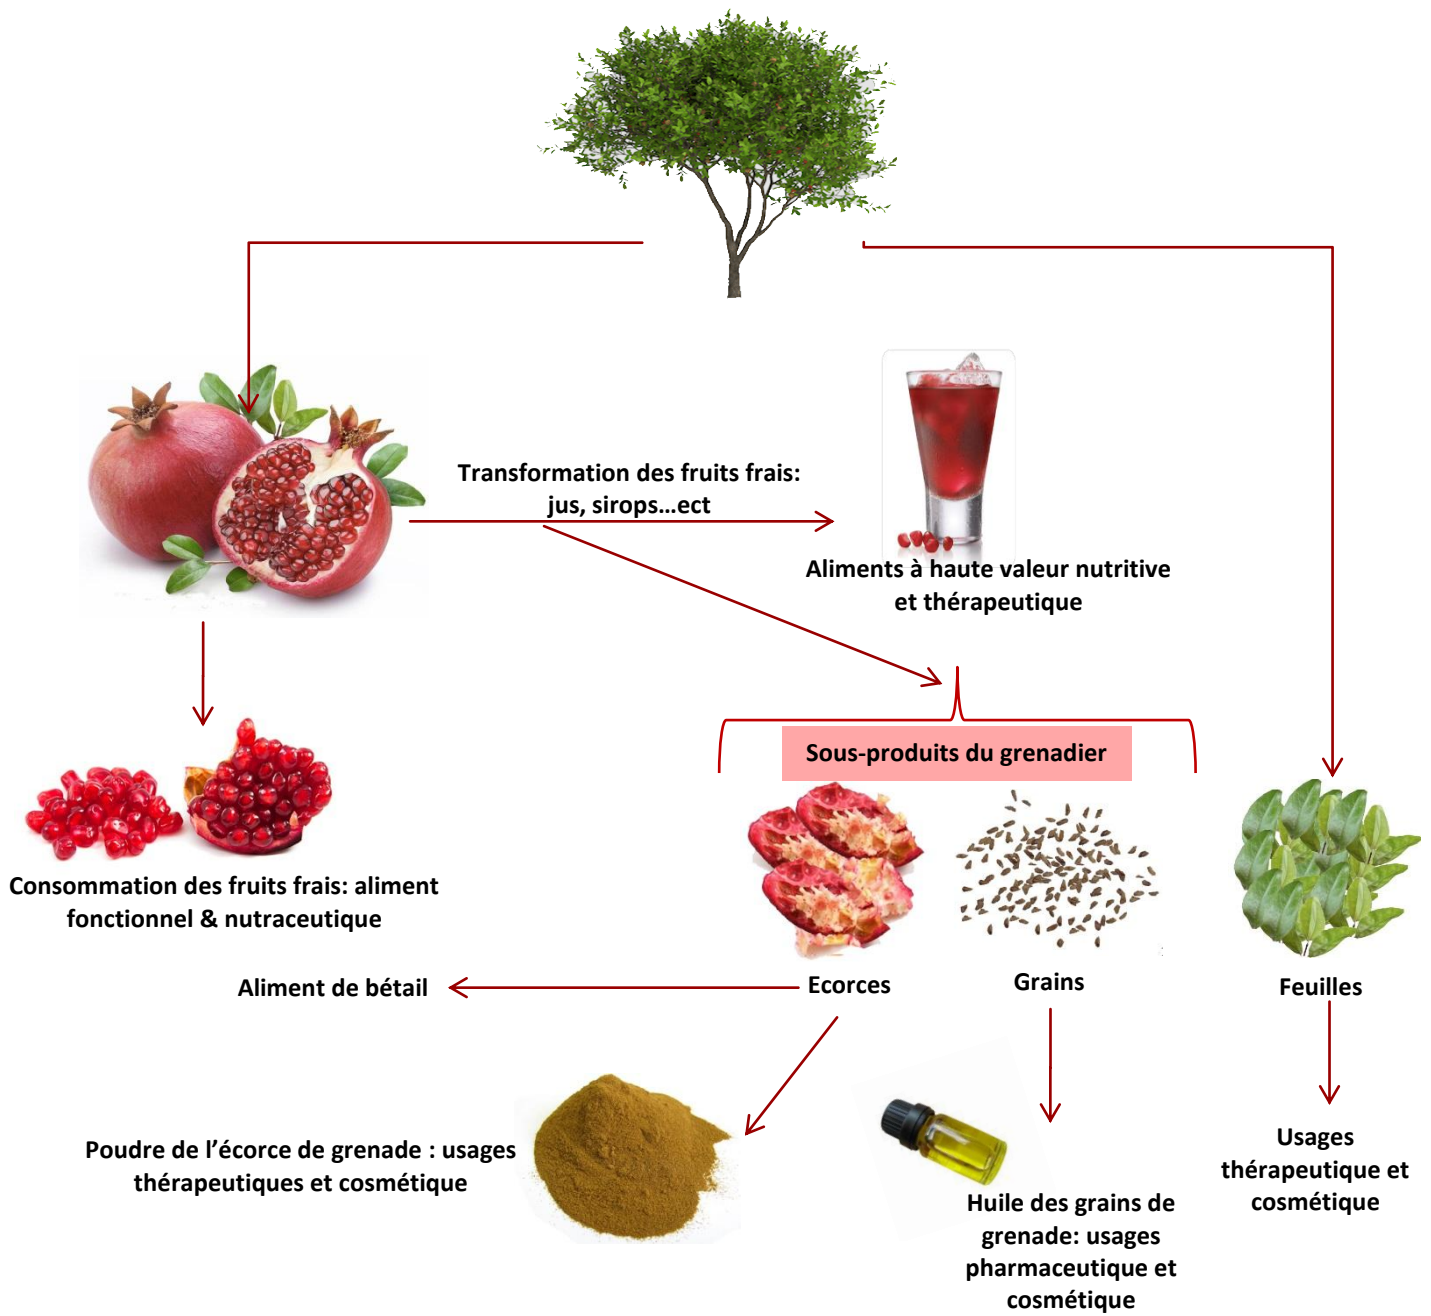 Transformation des fruits frais:
jus, sirops...ect
Aliments à haute valeur nutritive
et thérapeutique
Sous-produits du grenadier
Consommation des fruits frais: aliment
fonctionnel & nutraceutique
Aliment de bétail
Ecorces
Grains
Feuilles
Poudre de l’écorce de grenade : usages
thérapeutiques et cosmétique
Huile des grains de
grenade: usages
pharmaceutique et
cosmétique
Usages
thérapeutique et
cosmétique